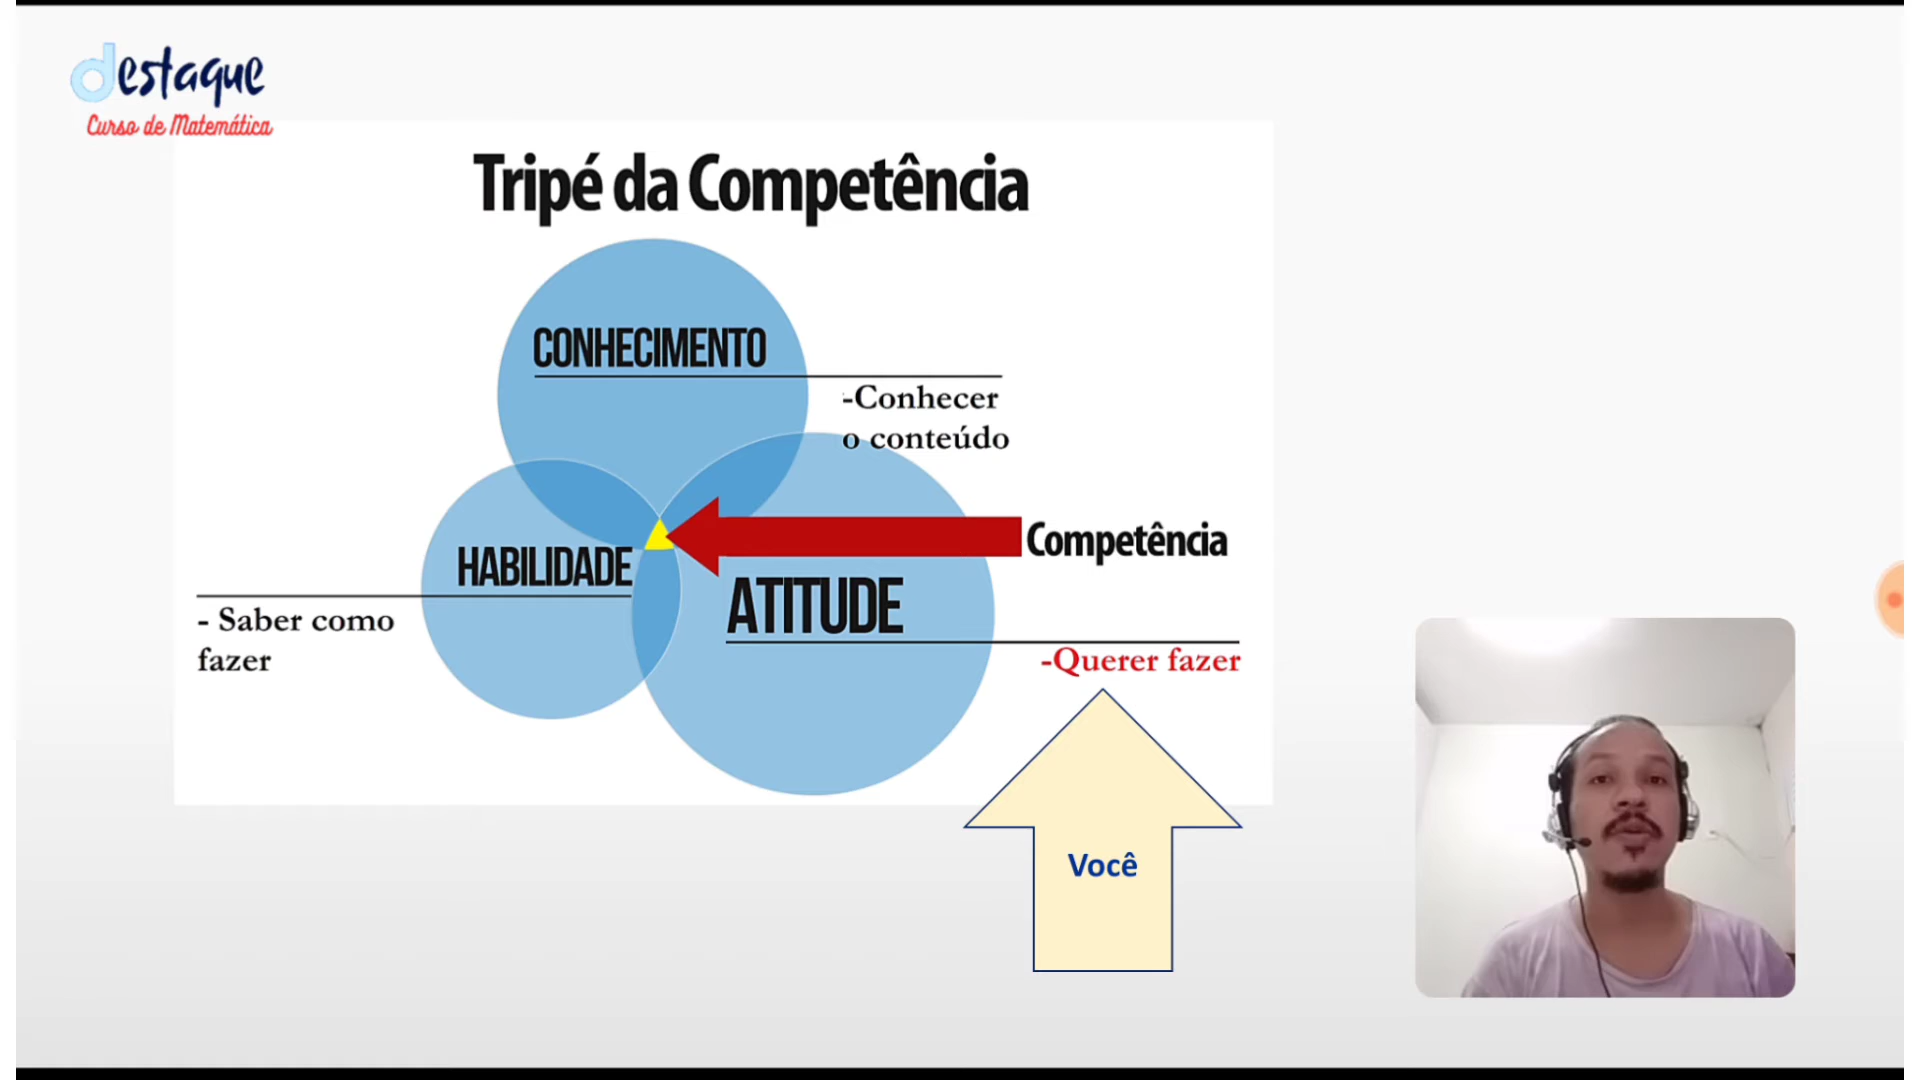 destaque
Curso de Matemática
Tripé da Competência
CONHECIMENTO
-Conhecer
o conteúdo
Competência
HABILIDADE
- Saber como
fazer
ATITUDE
-Querer fazer
Você